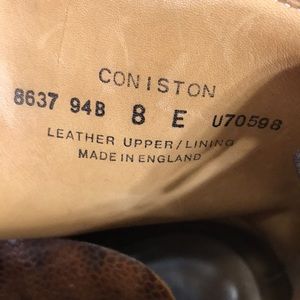 CONISTON
8637 94B 8 E U70598
LEATHER UPPER/LINING
MADE IN ENGLAND